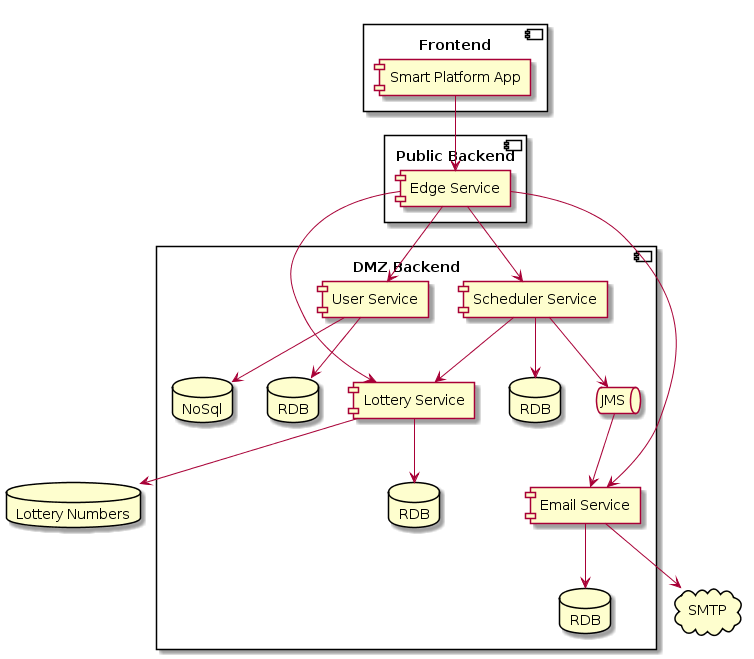 Frontend
Smart Platform App
Public Backend
Edge Service
DMZ Backend
User Service
Scheduler Service
NoSql
RDB
Lottery Service
RDB
JMS
Lottery Numbers
RDB
Email Service
RDB
SMTP